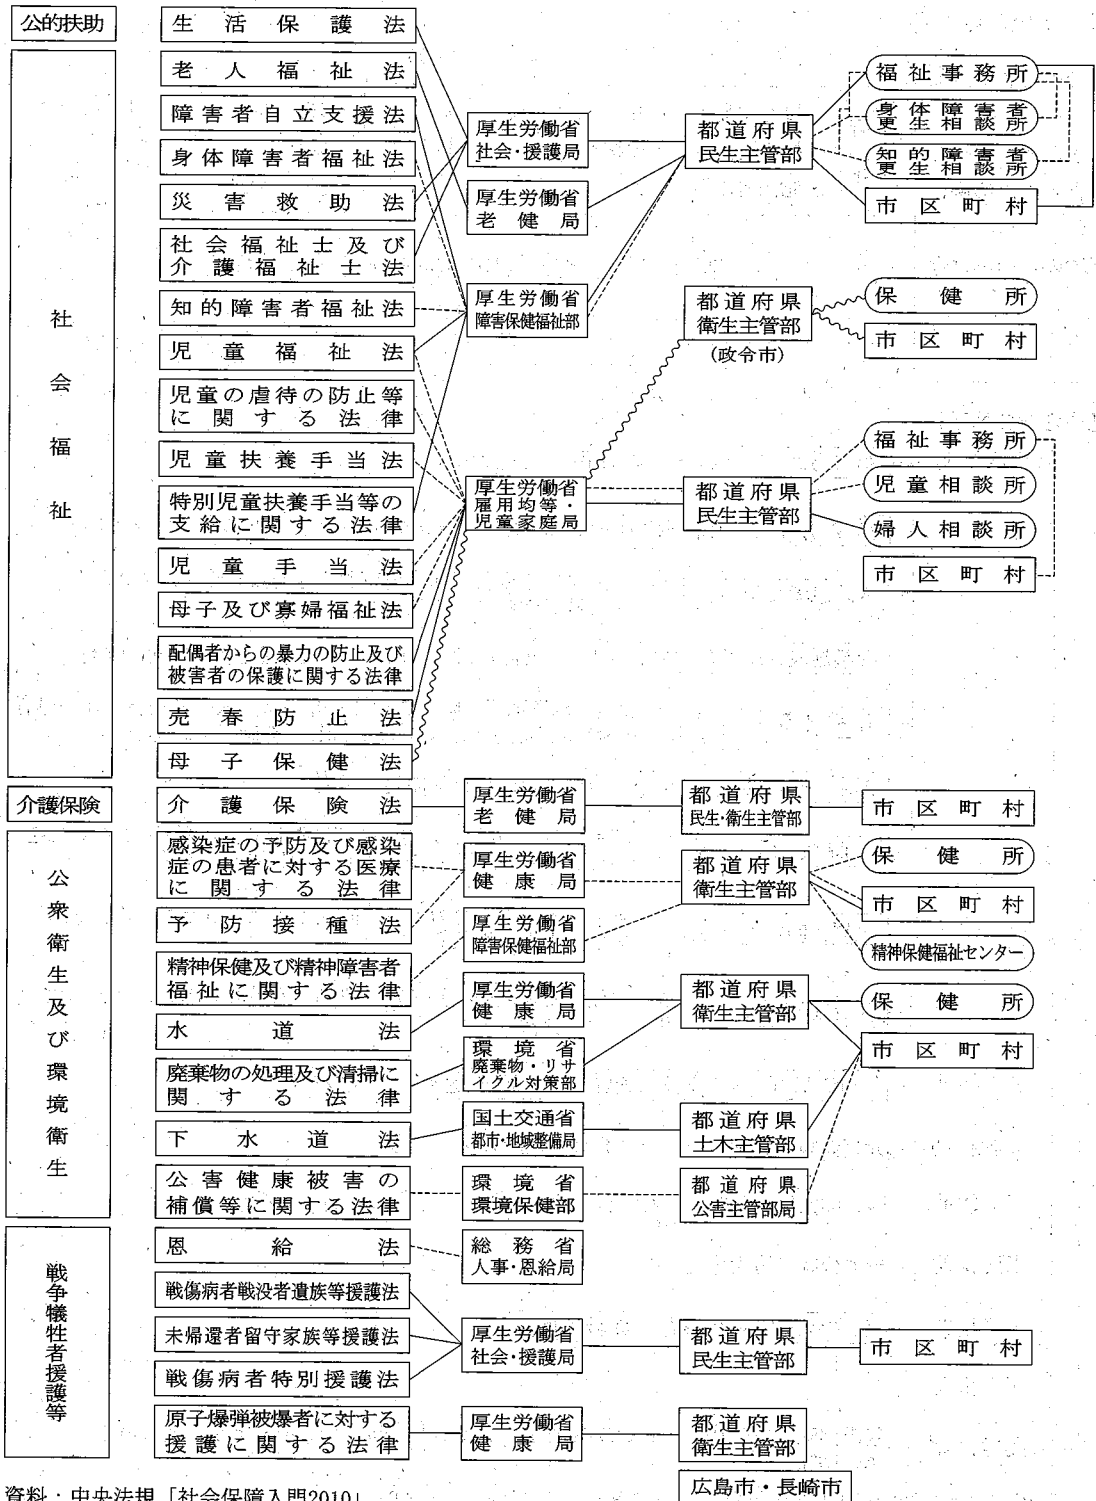 公的扶助
生活保護法
社会福祉
老人福祉法
障害者自立支援法
身体障害者福祉法
災害救助法
社会福祉士及び
介護福祉士法
知的障害者福祉法
児童福祉法
児童の虐待の防止等
に関する法律
児童扶養手当法
特別児童扶養手当等の
支給に関する法律
児童手当法
母子及び寡婦福祉法
配偶者からの暴力の防止及び
被害者の保護に関する法律
売春防止法
母子保健法
厚生労働省
社会・援護局
厚生労働省
老健局
厚生労働省
障害保健福祉部
厚生労働省
雇用均等・
児童家庭局
都道府県
民生主管部
福祉事務所
身体障害者
更生相談所
知的障害者
更生相談所
市区町村
都道府県
衛生主管部
(政令市)
保健所
市区町村
都道府県
民生主管部
福祉事務所
児童相談所
婦人相談所
市区町村
介護保険
介護保険法
厚生労働省
老健局
都道府県
民生・衛生主管部
市区町村
公衆衛生及び環境衛生
感染症の予防及び感染
症の患者に対する医療
に関する法律
予防接種法
精神保健及び精神障害者
福祉に関する法律
水道法
廃棄物の処理及び清掃に
関する法律
下水道法
公害健康被害の
補償等に関する法律
厚生労働省
健康局
厚生労働省
障害保健福祉部
厚生労働省
健康局
環境省
廃棄物・リサ
イクル対策部
国土交通省
都市・地域整備局
環境省
環境保健部
都道府県
衛生主管部
保健所
市区町村
精神保健福祉センター
都道府県
衛生主管部
保健所
市区町村
都道府県
土木主管部
都道府県
公害主管部局
戦争犠牲者援護等
恩給法
戦傷病者戦没者遺族等援護法
未帰還者留守家族等援護法
戦傷病者特別援護法
原子爆弾被爆者に対する
援護に関する法律
総務省
人事・恩給局
厚生労働省
社会・援護局
都道府県
民生主管部
市区町村
厚生労働省
健康局
都道府県
衛生主管部
広島市・長崎市
資料：中央法規「社会保障入門2010」